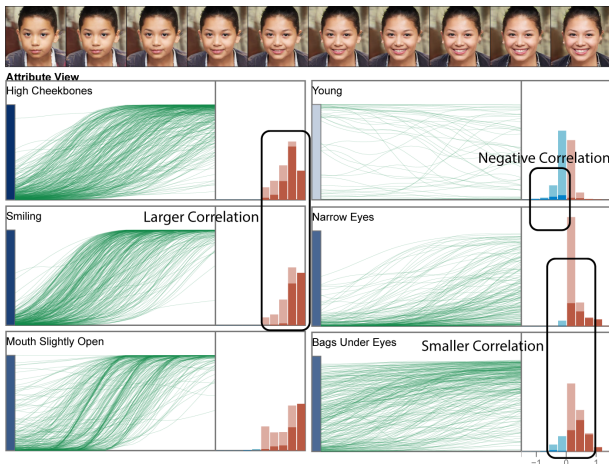 Attribute View
High Cheekbones
Young
Negative Correlation
Smiling
Larger Correlation
Narrow Eyes
Mouth Slightly Open
Bags Under Eyes
Smaller Correlation
−1 0 1